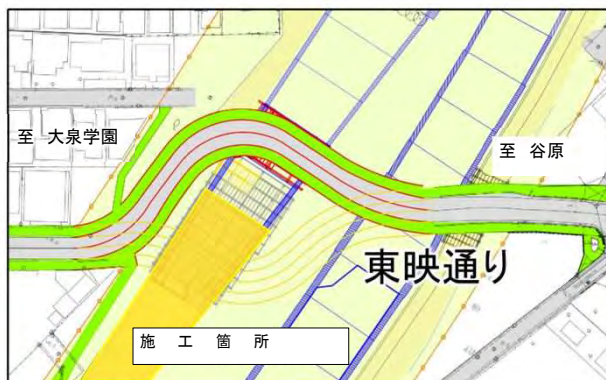 至 大泉学園
至 谷原
東映通り
施 工 箇 所